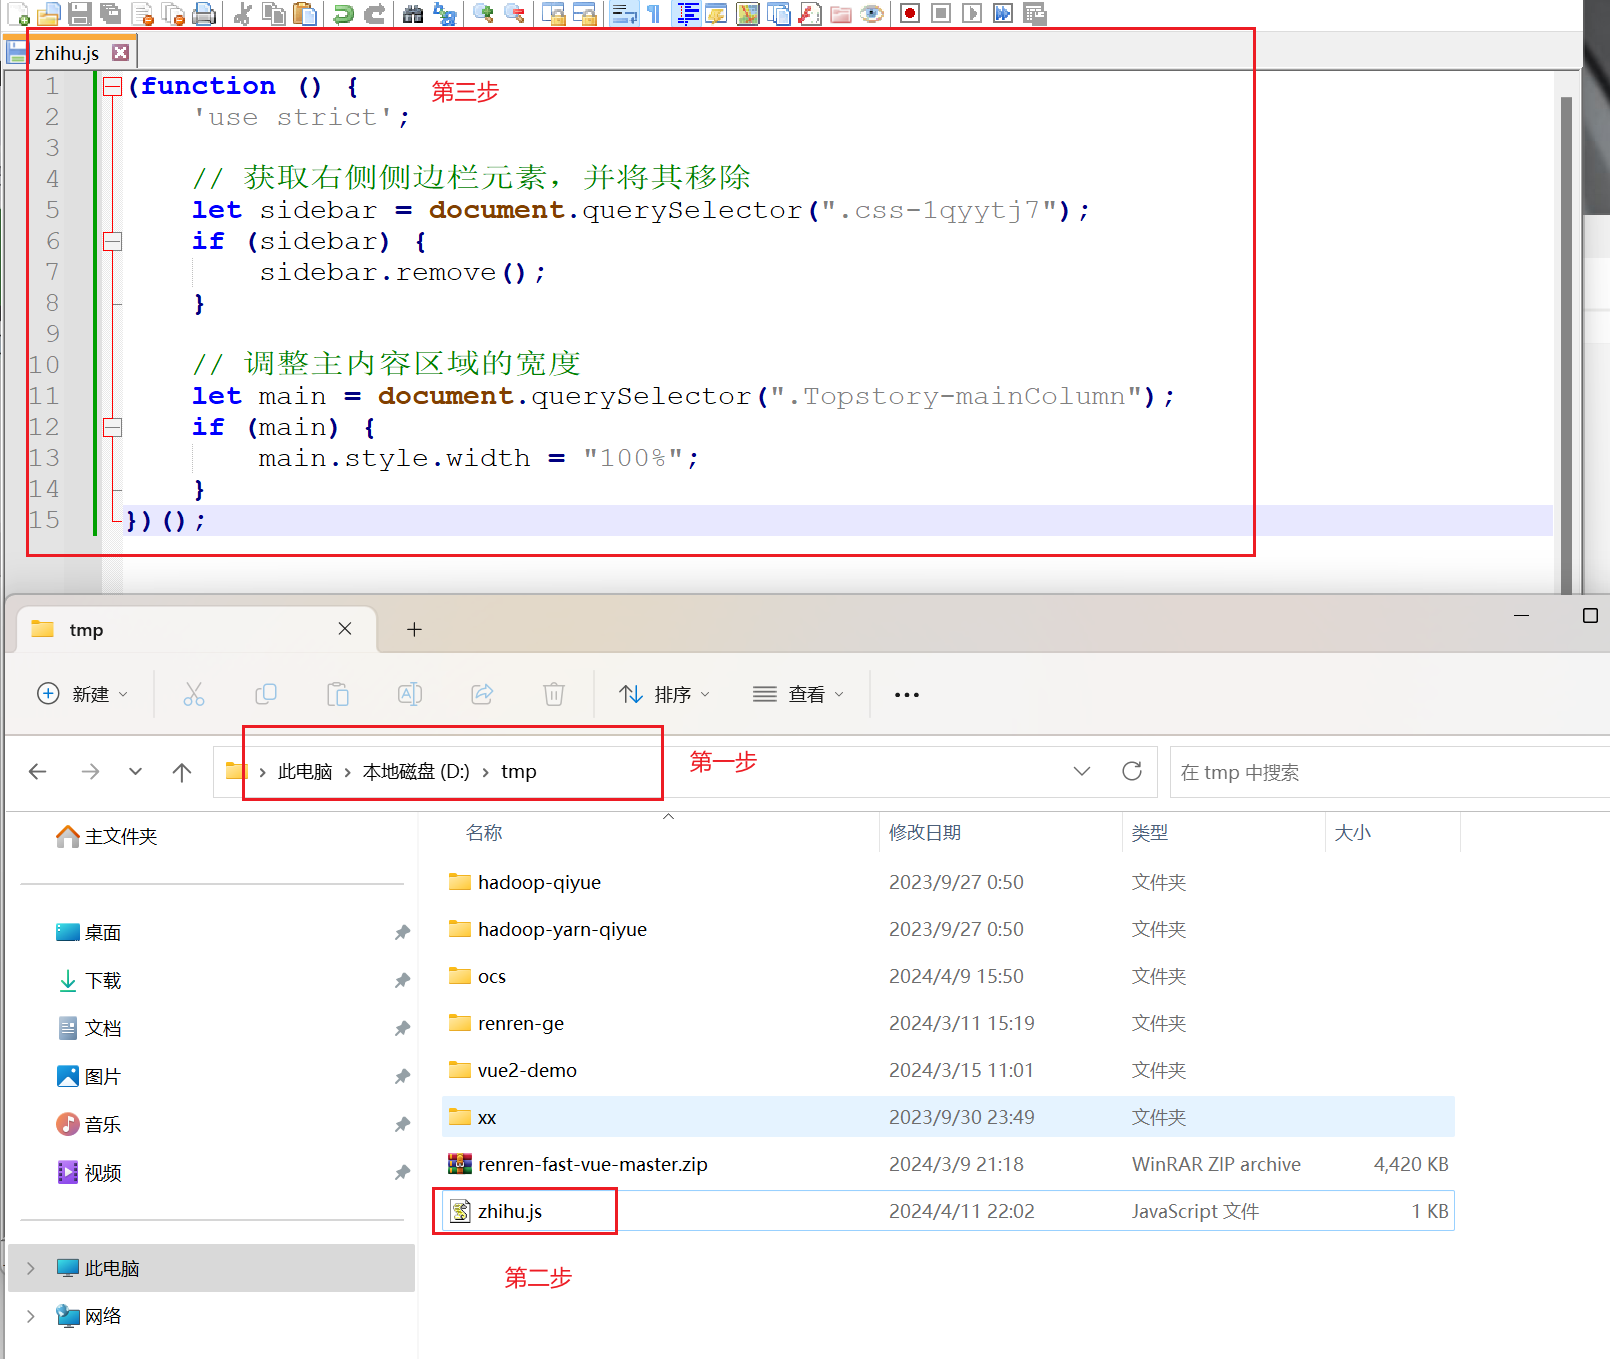 zhihu.js
第三步
1 (function () {
2     'use strict';
3
4     // 获取右侧侧边栏元素，并将其移除
5     let sidebar = document.querySelector(".css-1qyytj7");
6     if (sidebar) {
7         sidebar.remove();
8     }
9
10     // 调整主内容区域的宽度
11     let main = document.querySelector(".Topstory-mainColumn");
12     if (main) {
13         main.style.width = "100%";
14     }
15 })();
tmp
新建 排序 查看
此电脑 › 本地磁盘 (D:) › tmp
第一步
在 tmp 中搜索
主文件夹
桌面
下载
文档
图片
音乐
视频
此电脑
网络
名称 修改日期 类型 大小
hadoop-qiyue 2023/9/27 0:50 文件夹
hadoop-yarn-qiyue 2023/9/27 0:50 文件夹
ocs 2024/4/9 15:50 文件夹
renren-ge 2024/3/11 15:19 文件夹
vue2-demo 2024/3/15 11:01 文件夹
xx 2023/9/30 23:49 文件夹
renren-fast-vue-master.zip 2024/3/9 21:18 WinRAR ZIP archive 4,420 KB
zhihu.js 2024/4/11 22:02 JavaScript 文件 1 KB
第二步